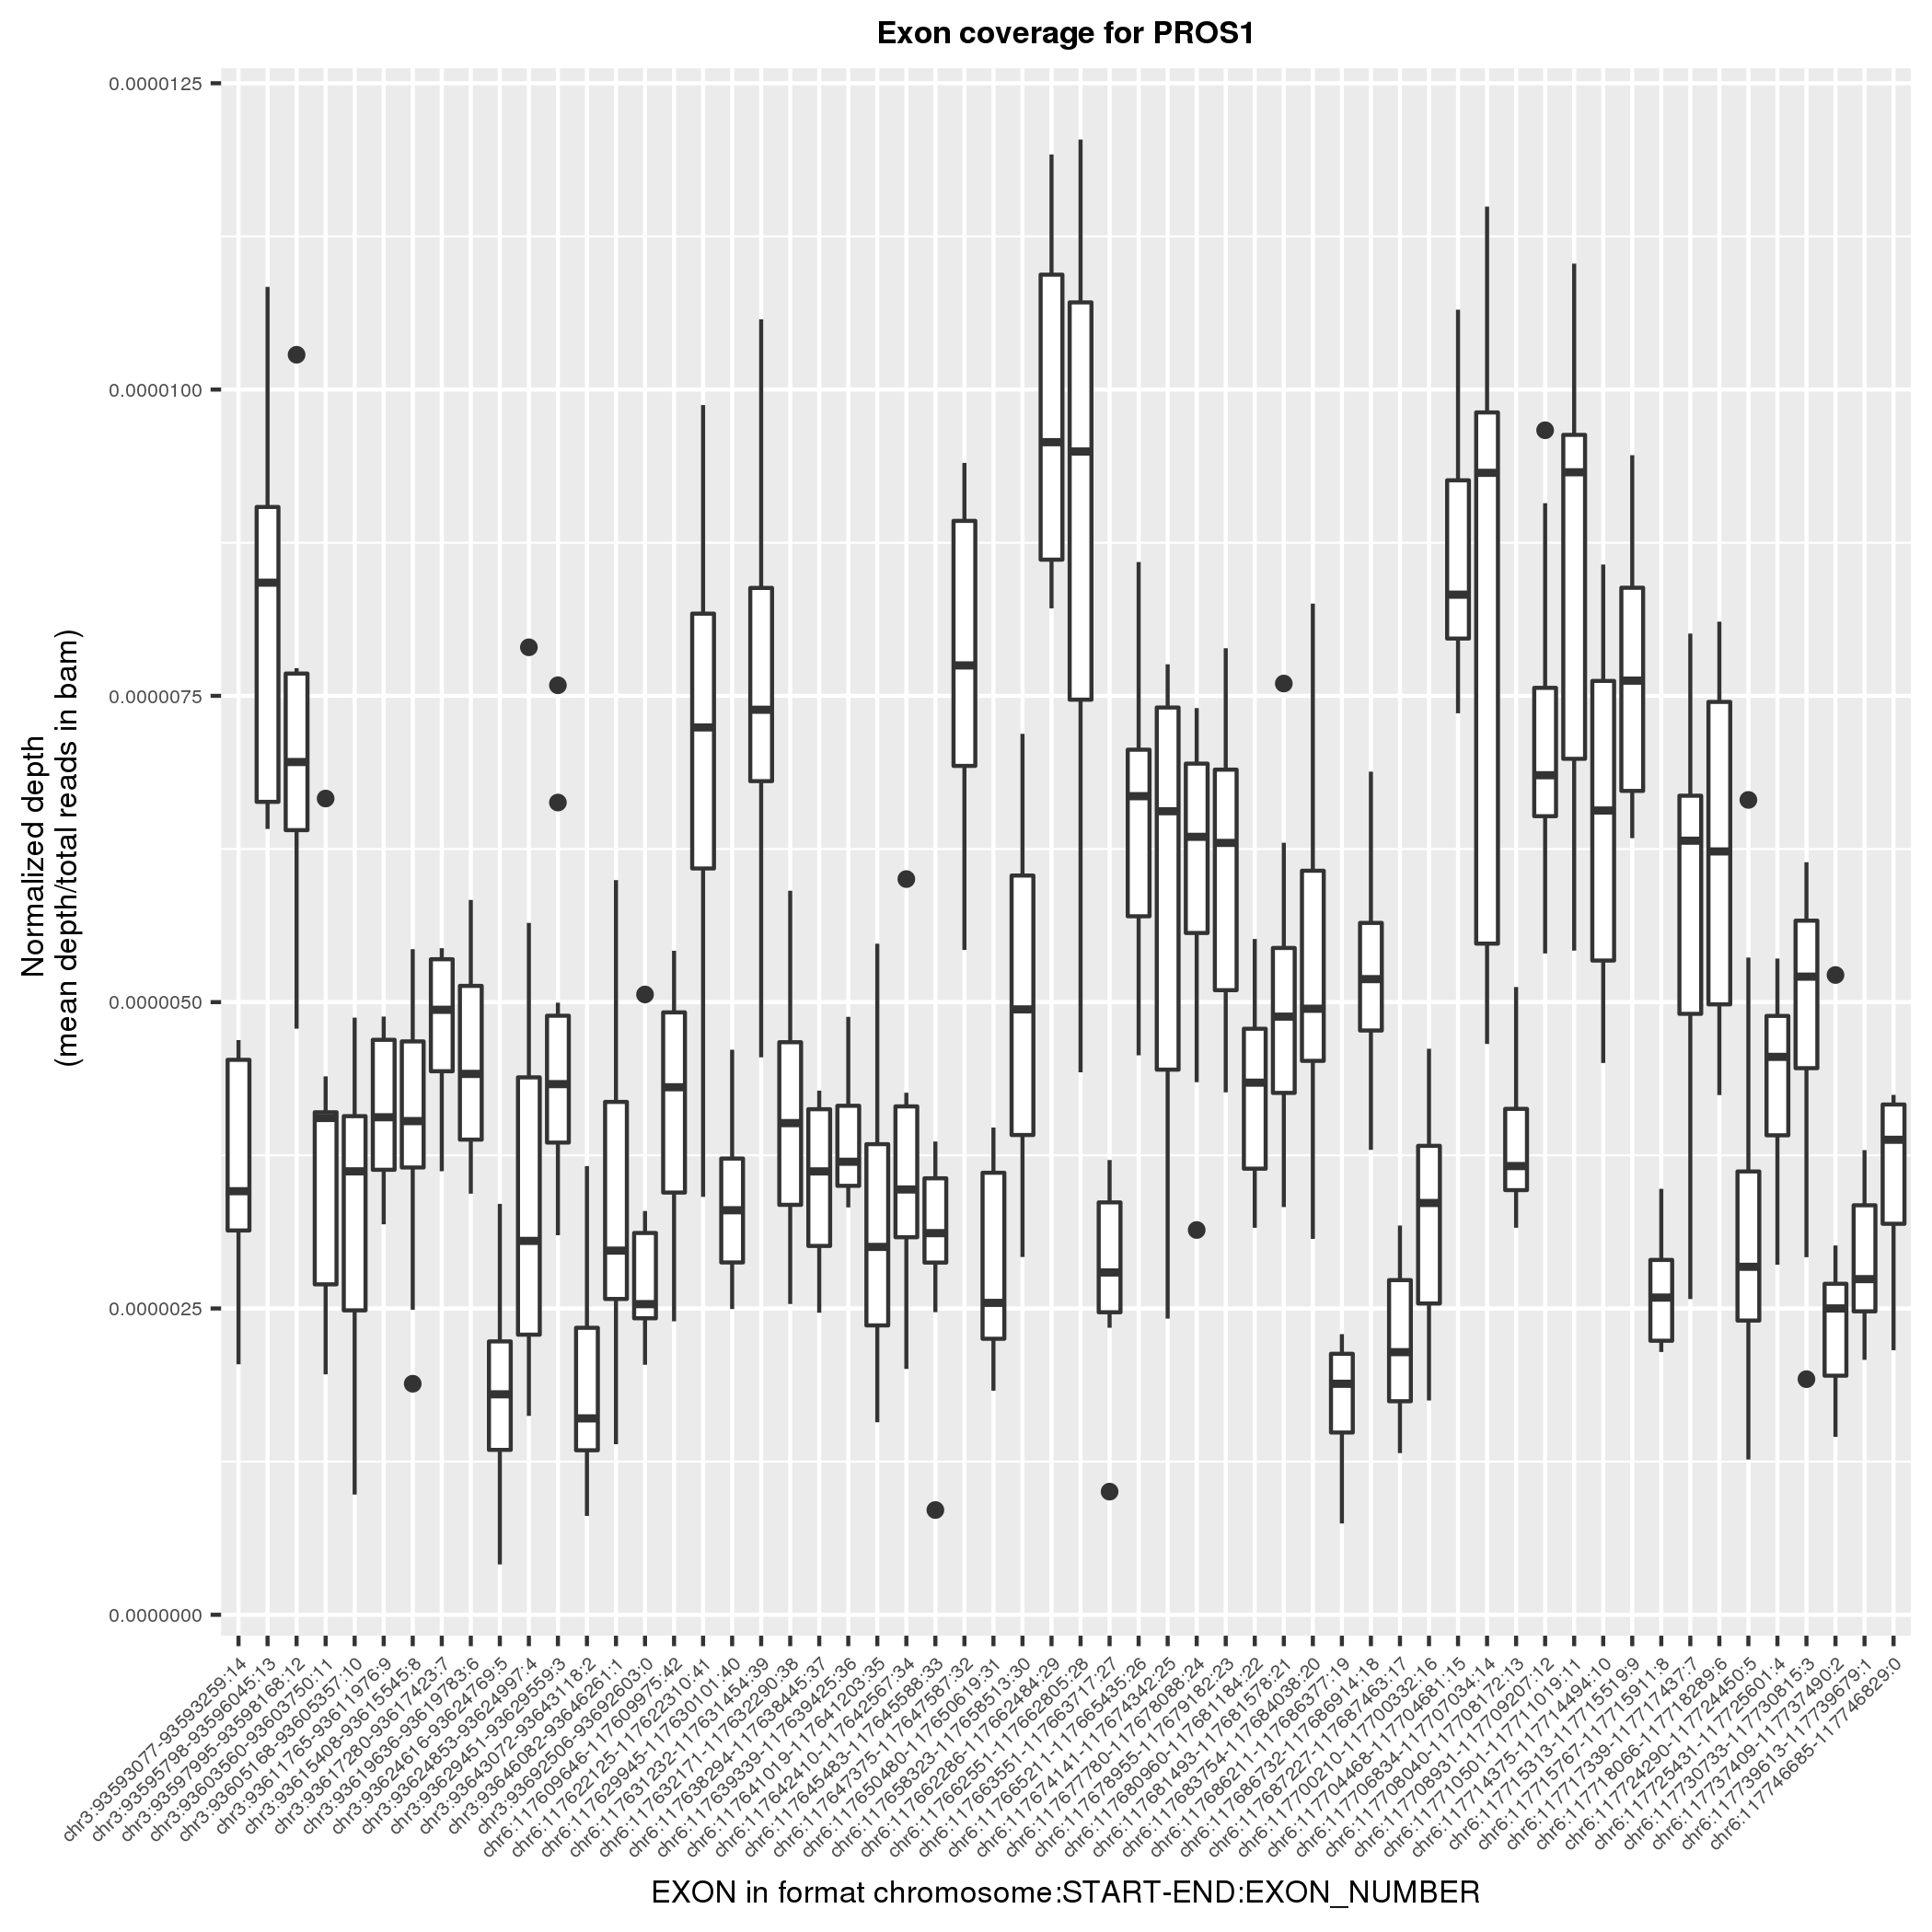 Exon coverage for PROS1
0.0000125
0.0000100
0.0000075
0.0000050
0.0000025
0.0000000
Normalized depth
(mean depth/total reads in bam)
chr3:93593077-93593259:14
chr3:93595798-93596045:13
chr3:93597995-93598168:12
chr3:93603560-93603750:11
chr3:93605168-93605357:10
chr3:93611765-93611976:9
chr3:93615408-93615545:8
chr3:93617280-93617423:7
chr3:93619636-93619783:6
chr3:93624616-93624769:5
chr3:93624853-93624997:4
chr3:93629451-93629559:3
chr3:93643072-93643118:2
chr3:93646082-93646261:1
chr3:93692506-93692603:0
chr6:117609646-117609975:42
chr6:117622125-117622310:41
chr6:117629945-117630101:40
chr6:117631232-117631454:39
chr6:117632171-117632290:38
chr6:117638294-117638445:37
chr6:117639339-117639425:36
chr6:117641019-117641203:35
chr6:117642410-117642567:34
chr6:117645483-117645588:33
chr6:117647375-117647587:32
chr6:117650480-117650619:31
chr6:117658323-117658513:30
chr6:117662286-117662484:29
chr6:117662551-117662805:28
chr6:117663551-117663717:27
chr6:117674141-117674342:25
chr6:117677780-117678088:24
chr6:117678955-117679182:23
chr6:117680960-117681184:22
chr6:117681493-117681578:21
chr6:117683754-117684038:20
chr6:117686732-117686914:18
chr6:117687227-117687463:17
chr6:117700210-117700332:16
chr6:117704468-117704681:15
chr6:117706834-117707034:14
chr6:117708040-117708172:13
chr6:117708931-117709207:12
chr6:117710501-117711019:11
chr6:117714375-117714494:10
chr6:117715313-117715519:9
chr6:117715767-117715911:8
chr6:117717339-117717437:7
chr6:117718066-117718289:6
chr6:117724290-117724450:5
chr6:117725431-117725601:4
chr6:117730733-117730815:3
chr6:117737409-117737490:2
chr6:117739613-117739679:1
chr6:117746685-117746829:0
EXON in format chromosome:START-END:EXON_NUMBER